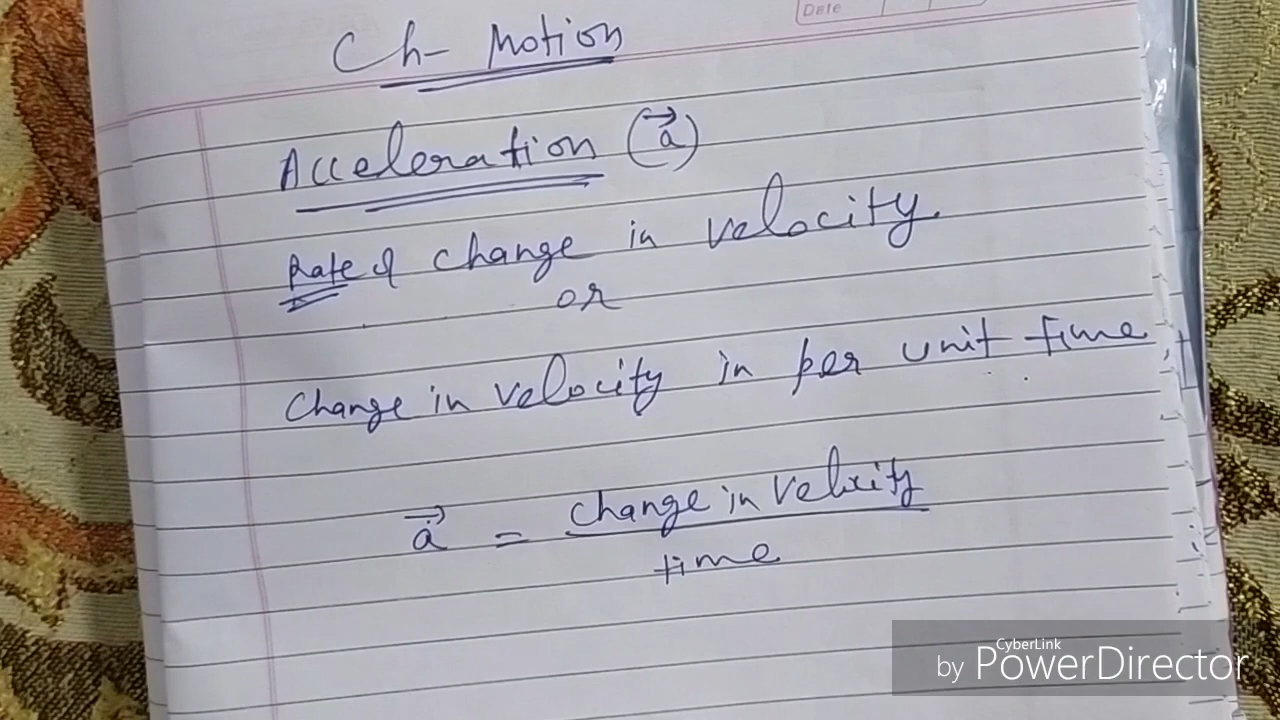 Date
Ch- Motion
Acceleration (a⃗)
Rate of change in velocity.
or
Change in velocity in per unit time
a⃗ = change in velocity
time
CyberLink
by PowerDirector